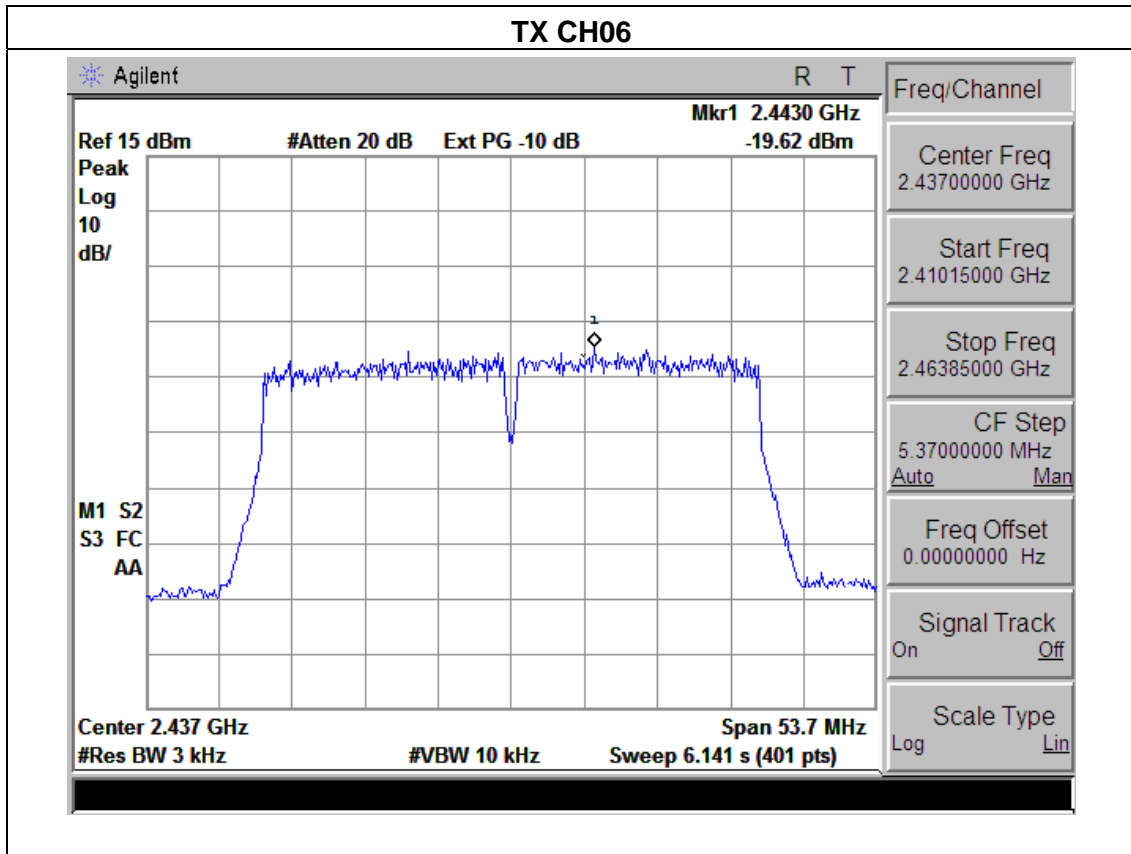 TX CH06
Agilent R T
Mkr1 2.4430 GHz
Ref 15 dBm #Atten 20 dB Ext PG -10 dB -19.62 dBm
Peak
Log
10
dB/
1
M1 S2
S3 FC
AA
Center 2.437 GHz Span 53.7 MHz
#Res BW 3 kHz #VBW 10 kHz Sweep 6.141 s (401 pts)
Freq/Channel
Center Freq
2.43700000 GHz
Start Freq
2.41015000 GHz
Stop Freq
2.46385000 GHz
CF Step
5.37000000 MHz
Auto Man
Freq Offset
0.00000000 Hz
Signal Track
On Off
Scale Type
Log Lin